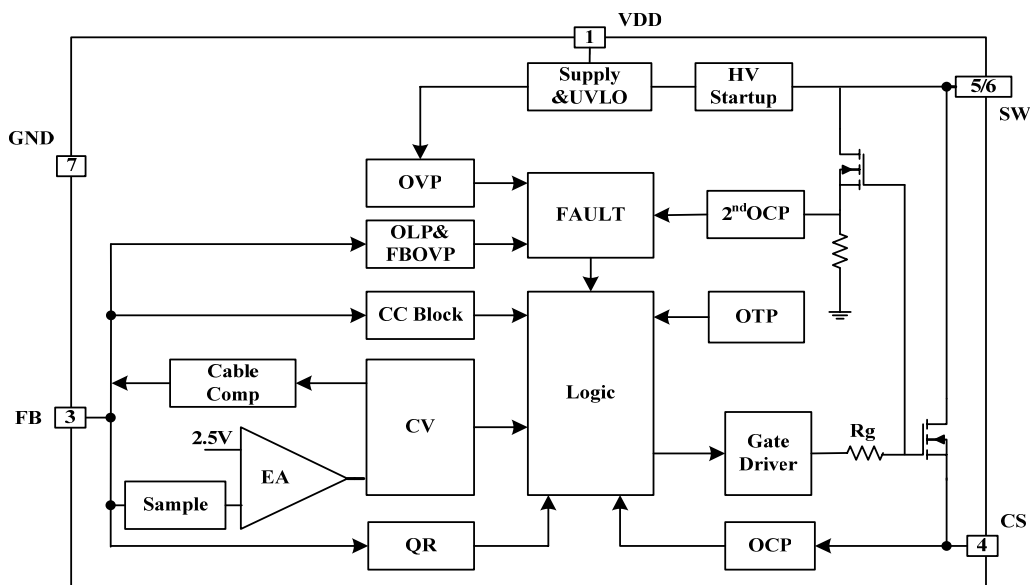 VDD
1
Supply
&UVLO
HV
Startup
5/6
SW
GND
7
OVP
FAULT
2ndOCP
OLP&
FBOVP
CC Block
OTP
Cable
Comp
Logic
CV
FB
3
2.5V
EA
Gate
Driver
Rg
Sample
CS
QR
OCP
4